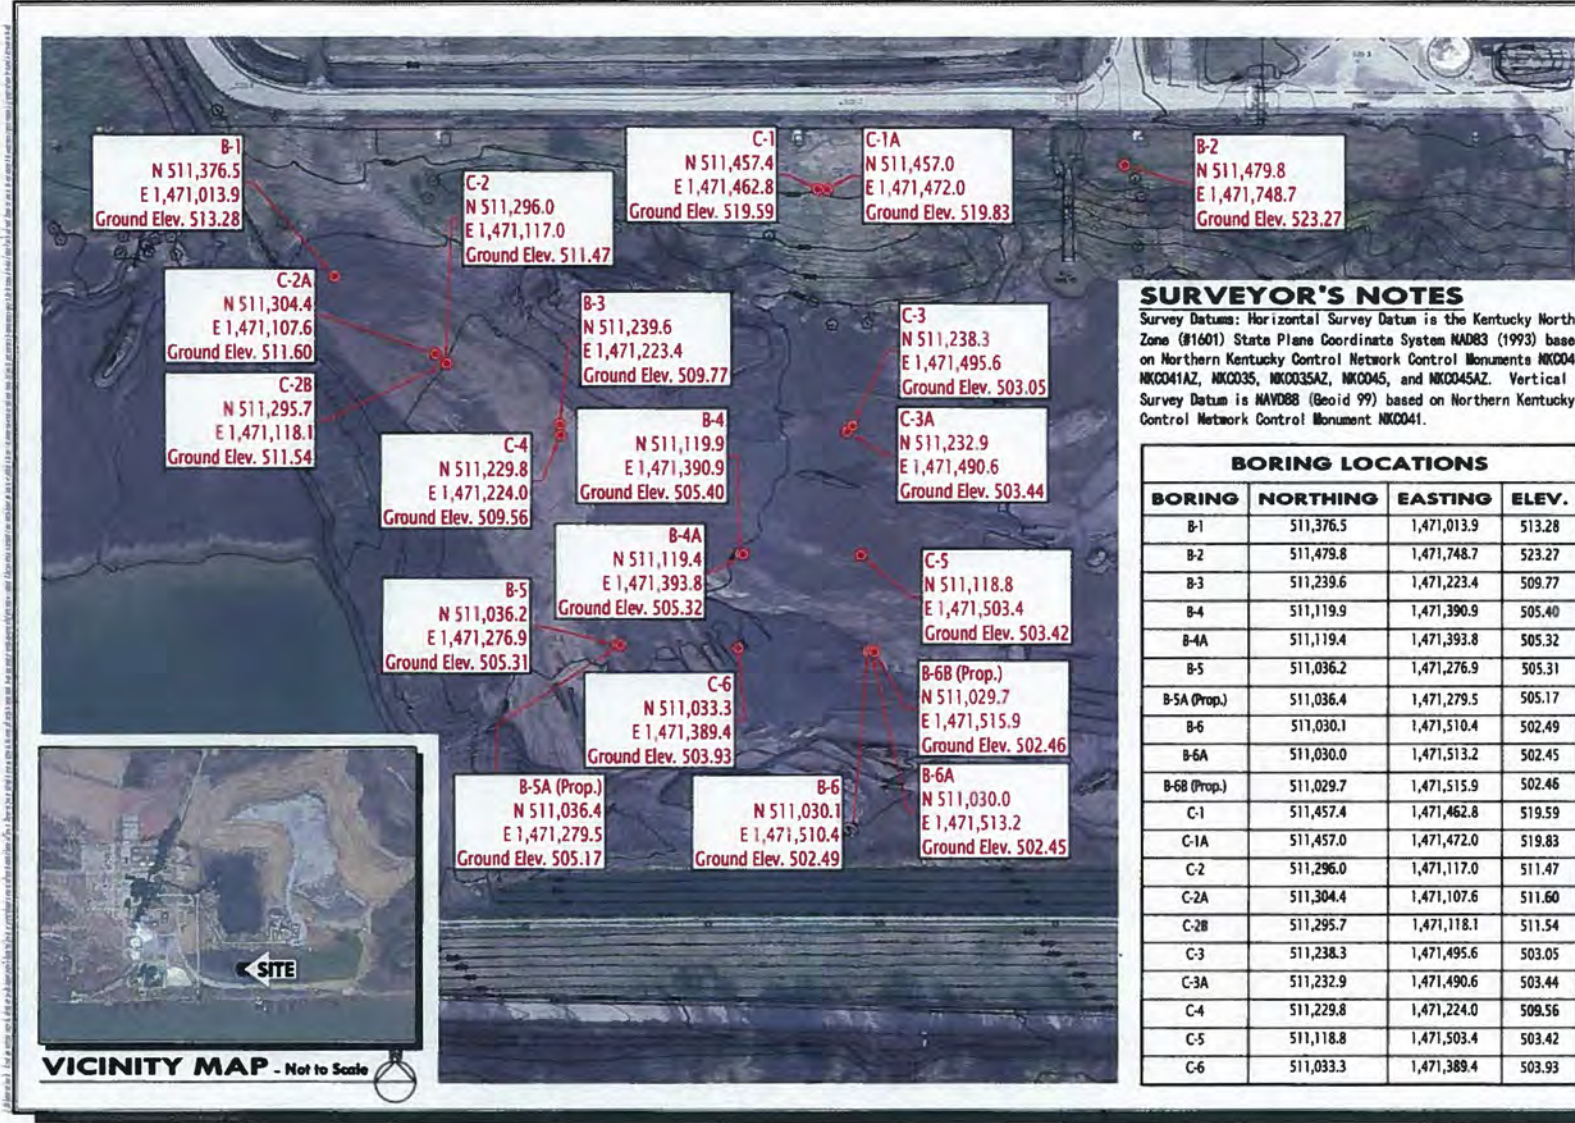 B-1
N 511,376.5
E 1,471,013.9
Ground Elev. 513.28
C-2
N 511,296.0
E 1,471,117.0
Ground Elev. 511.47
C-1
N 511,457.4
E 1,471,462.8
Ground Elev. 519.59
C-1A
N 511,457.0
E 1,471,472.0
Ground Elev. 519.83
B-2
N 511,479.8
E 1,471,748.7
Ground Elev. 523.27
C-2A
N 511,304.4
E 1,471,107.6
Ground Elev. 511.60
B-3
N 511,239.6
E 1,471,223.4
Ground Elev. 509.77
C-3
N 511,238.3
E 1,471,495.6
Ground Elev. 503.05
C-2B
N 511,295.7
E 1,471,118.1
Ground Elev. 511.54
C-4
N 511,229.8
E 1,471,224.0
Ground Elev. 509.56
B-4
N 511,119.9
E 1,471,390.9
Ground Elev. 505.40
C-3A
N 511,232.9
E 1,471,490.6
Ground Elev. 503.44
B-4A
N 511,119.4
E 1,471,393.8
Ground Elev. 505.32
B-5
N 511,036.2
E 1,471,276.9
Ground Elev. 505.31
C-5
N 511,118.8
E 1,471,503.4
Ground Elev. 503.42
C-6
N 511,033.3
E 1,471,389.4
Ground Elev. 503.93
B-6B (Prop.)
N 511,029.7
E 1,471,515.9
Ground Elev. 502.46
B-5A (Prop.)
N 511,036.4
E 1,471,279.5
Ground Elev. 505.17
B-6
N 511,030.1
E 1,471,510.4
Ground Elev. 502.49
B-6A
N 511,030.0
E 1,471,513.2
Ground Elev. 502.45
SITE
VICINITY MAP - Not to Scale
SURVEYOR'S NOTES
Survey Datums: Horizontal Survey Datum is the Kentucky North
Zone (#1601) State Plane Coordinate System NAD83 (1993) base
on Northern Kentucky Control Network Control Monuments NKC04
NKC041AZ, NKC035, NKC035AZ, NKC045, and NKC045AZ. Vertical
Survey Datum is NAVD88 (Geoid 99) based on Northern Kentucky
Control Network Control Monument NKC041.
BORING LOCATIONS
BORING NORTHING EASTING ELEV.
B-1 511,376.5 1,471,013.9 513.28
B-2 511,479.8 1,471,748.7 523.27
B-3 511,239.6 1,471,223.4 509.77
B-4 511,119.9 1,471,390.9 505.40
B-4A 511,119.4 1,471,393.8 505.32
B-5 511,036.2 1,471,276.9 505.31
B-5A (Prop.) 511,036.4 1,471,279.5 505.17
B-6 511,030.1 1,471,510.4 502.49
B-6A 511,030.0 1,471,513.2 502.45
B-6B (Prop.) 511,029.7 1,471,515.9 502.46
C-1 511,457.4 1,471,462.8 519.59
C-1A 511,457.0 1,471,472.0 519.83
C-2 511,296.0 1,471,117.0 511.47
C-2A 511,304.4 1,471,107.6 511.60
C-2B 511,295.7 1,471,118.1 511.54
C-3 511,238.3 1,471,495.6 503.05
C-3A 511,232.9 1,471,490.6 503.44
C-4 511,229.8 1,471,224.0 509.56
C-5 511,118.8 1,471,503.4 503.42
C-6 511,033.3 1,471,389.4 503.93